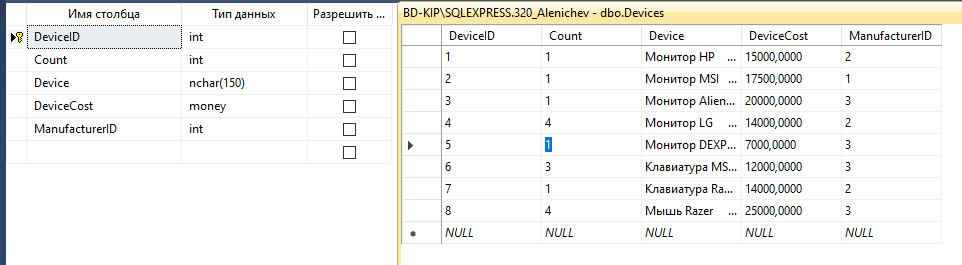 Имя столбца Тип данных Разрешить ...
DeviceID int
Count int
Device nchar(150)
DeviceCost money
ManufacturerID int
BD-KIP\SQLEXPRESS.320_Alenichev - dbo.Devices
DeviceID Count Device DeviceCost ManufacturerID
1 1 Монитор HP ... 15000,0000 2
2 1 Монитор MSI ... 17500,0000 1
3 1 Монитор Alien... 20000,0000 3
4 4 Монитор LG ... 14000,0000 2
5 1 Монитор DEXP... 7000,0000 3
6 3 Клавиатура MS... 12000,0000 3
7 1 Клавиатура Ra... 14000,0000 2
8 4 Мышь Razer ... 25000,0000 3
NULL NULL NULL NULL NULL